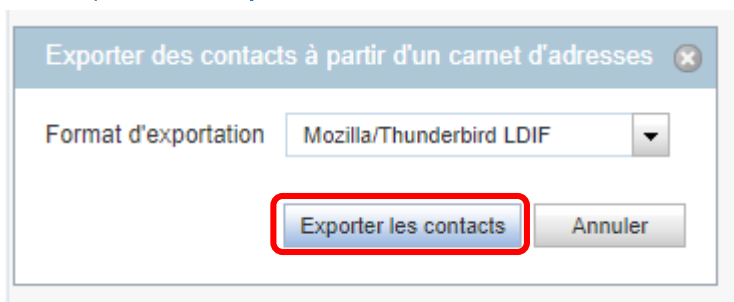 Exporter des contacts à partir d'un carnet d'adresses
Format d'exportation Mozilla/Thunderbird LDIF
Exporter les contacts Annuler